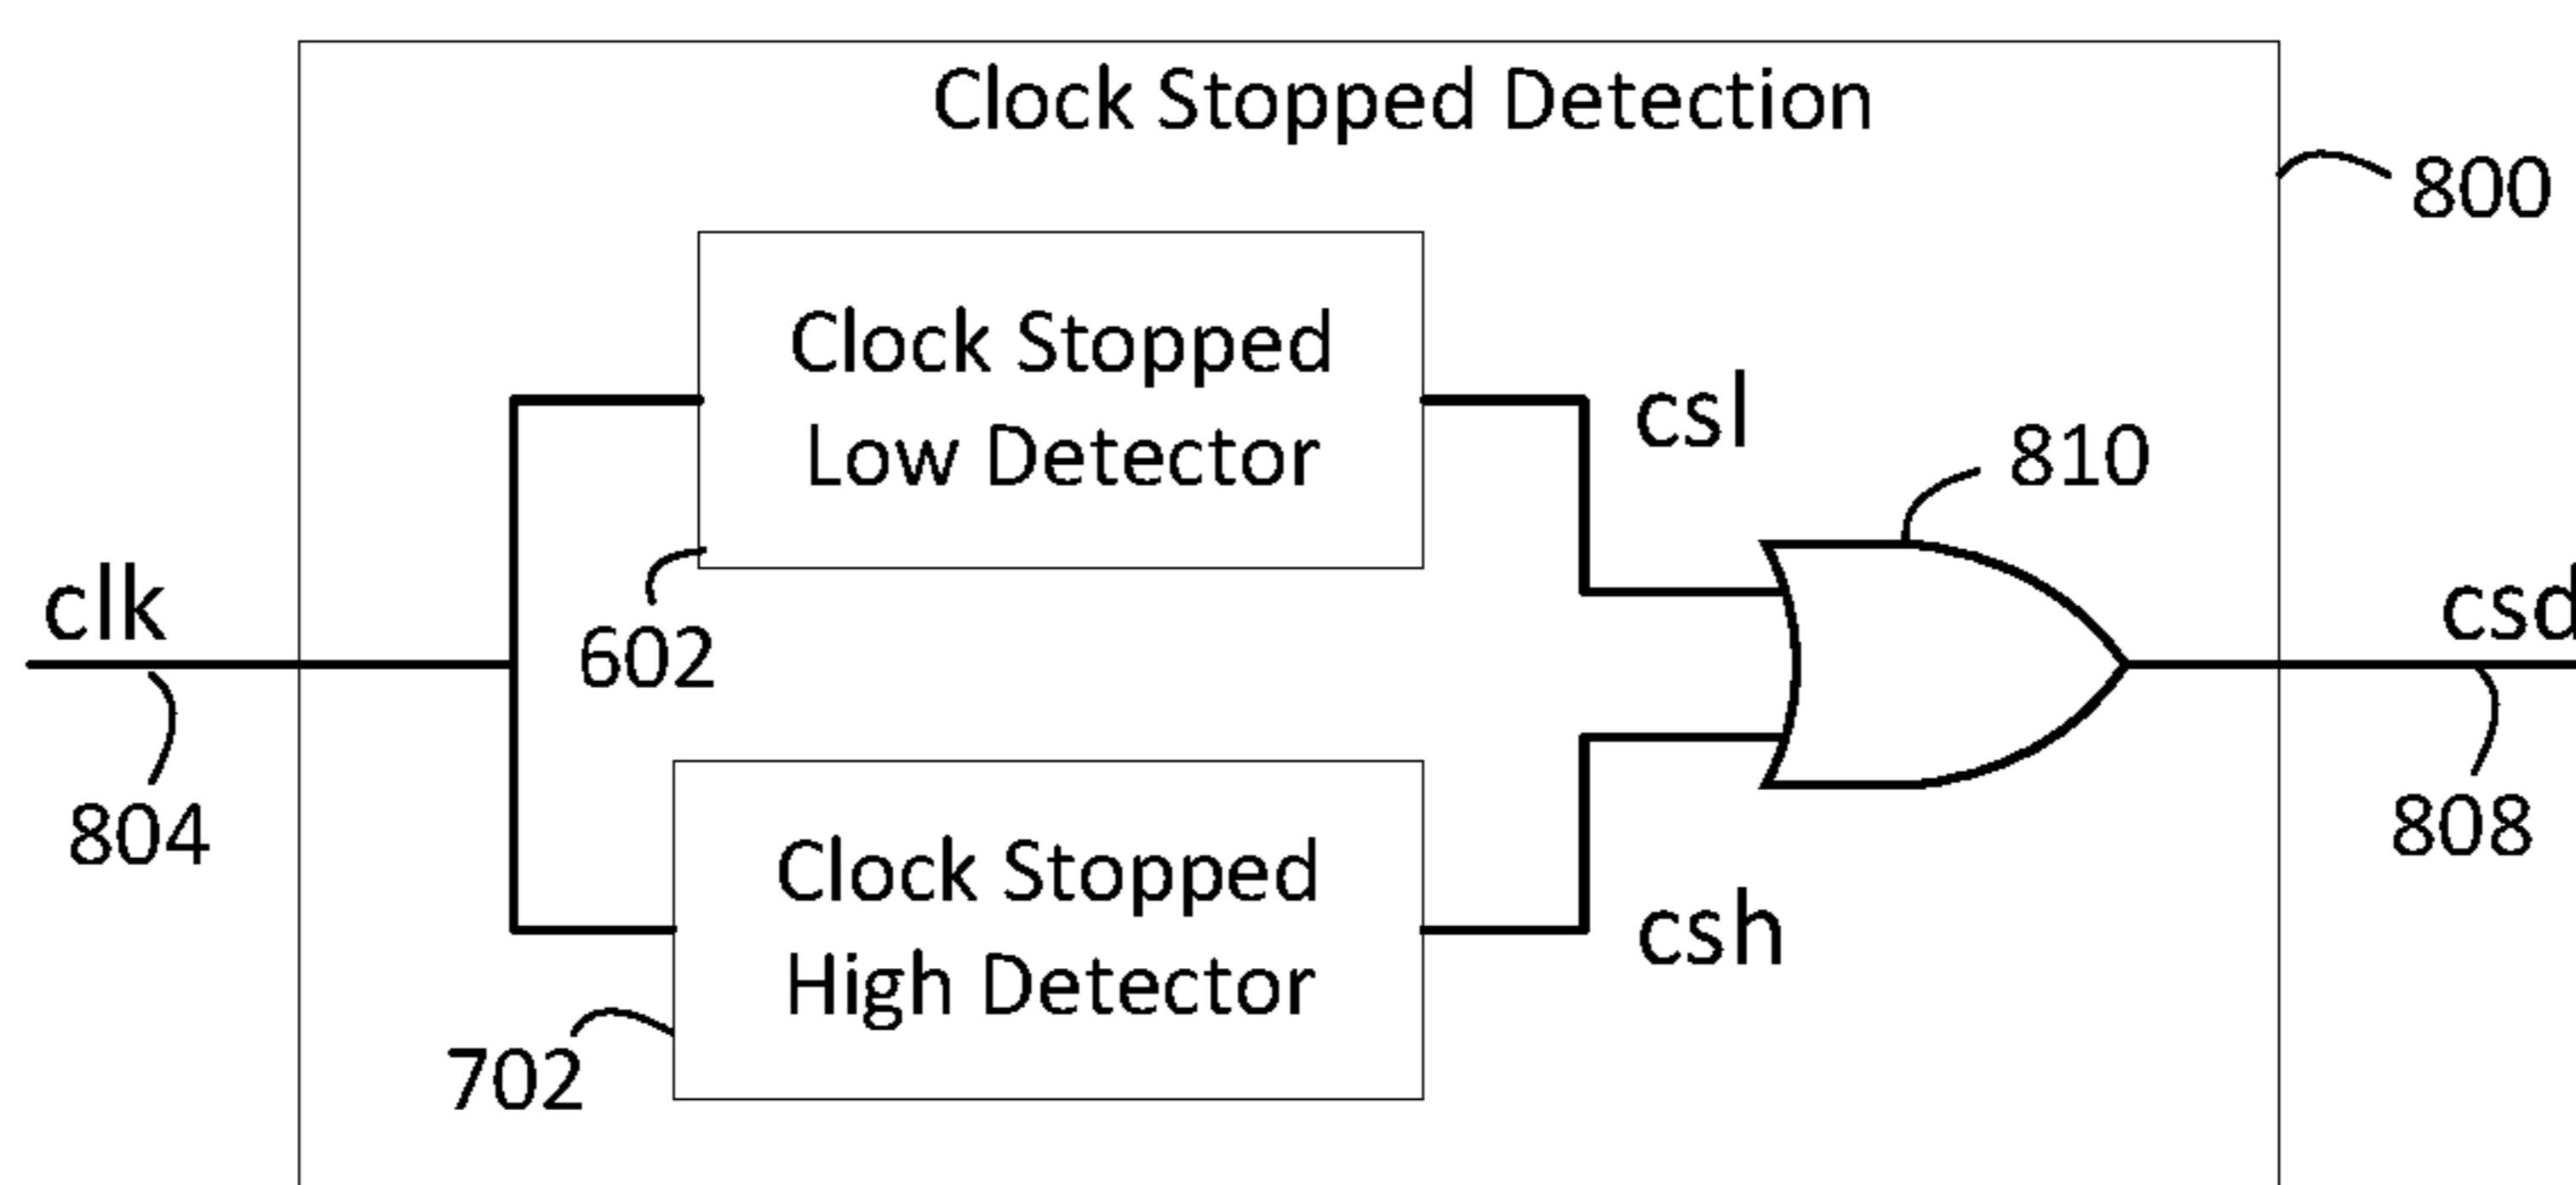 Clock Stopped Detection
800
Clock Stopped
Low Detector
csl
810
clk
602
csd
804
808
Clock Stopped
High Detector
csh
702